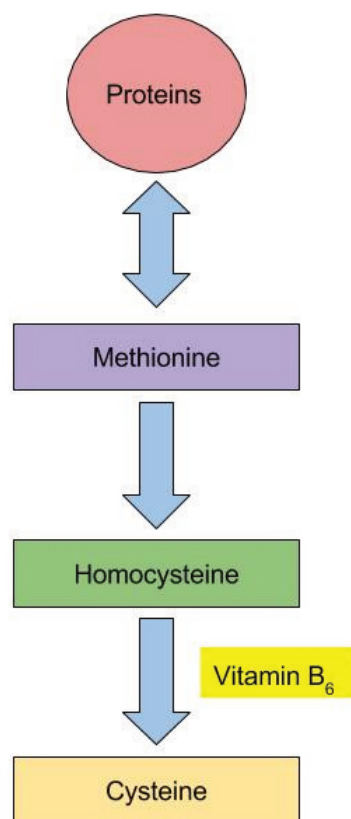 Proteins
Methionine
Homocysteine
Vitamin B₆
Cysteine